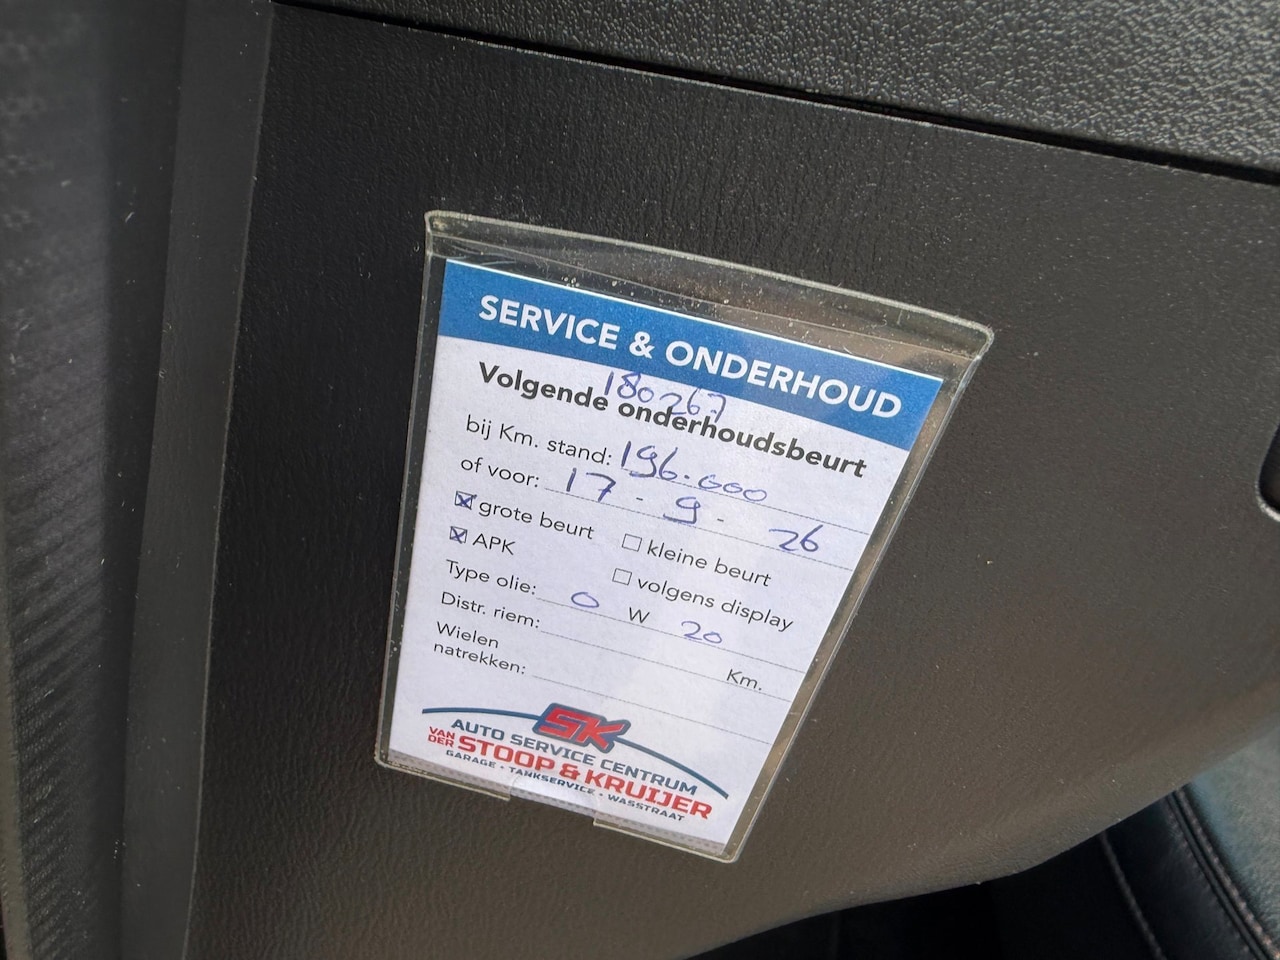 SERVICE & ONDERHOUD
180267
Volgende onderhoudsbeurt
bij Km. stand: 196.000
of voor: 17-9-26
grote beurt kleine beurt
APK volgens display
Type olie: 0 W 20
Distr. riem: Km.
Wielen
natrekken:
SK
AUTO SERVICE CENTRUM
VAN DER STOOP & KRUIJER
GARAGE • TANKSERVICE • WASSTRAAT